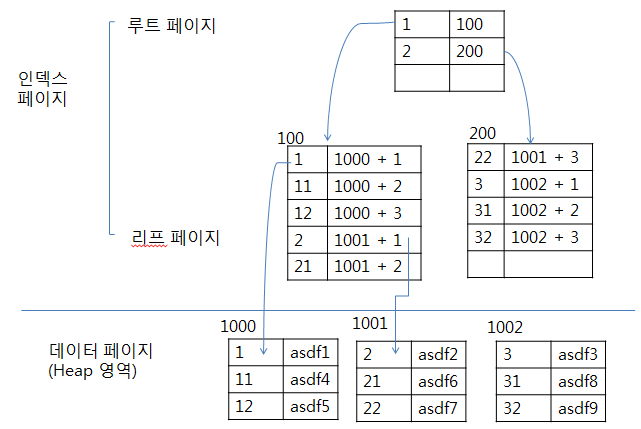 루트 페이지
1 100
2 200
인덱스
페이지
100
1 1000 + 1
11 1000 + 2
12 1000 + 3
2 1001 + 1
21 1001 + 2
200
22 1001 + 3
3 1002 + 1
31 1002 + 2
32 1002 + 3
리프 페이지
데이터 페이지
(Heap 영역)
1000
1 asdf1
11 asdf4
12 asdf5
1001
2 asdf2
21 asdf6
22 asdf7
1002
3 asdf3
31 asdf8
32 asdf9